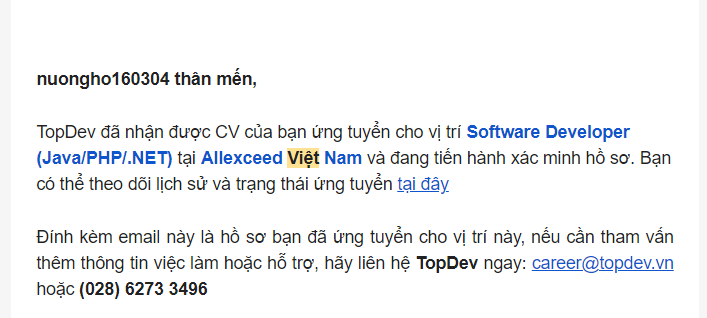 nuongho160304 thân mến,
TopDev đã nhận được CV của bạn ứng tuyển cho vị trí Software Developer
(Java/PHP/.NET) tại Allexceed Việt Nam và đang tiến hành xác minh hồ sơ. Bạn
có thể theo dõi lịch sử và trạng thái ứng tuyển tại đây
Đính kèm email này là hồ sơ bạn đã ứng tuyển cho vị trí này, nếu cần tham vấn
thêm thông tin việc làm hoặc hỗ trợ, hãy liên hệ TopDev ngay: career@topdev.vn
hoặc (028) 6273 3496